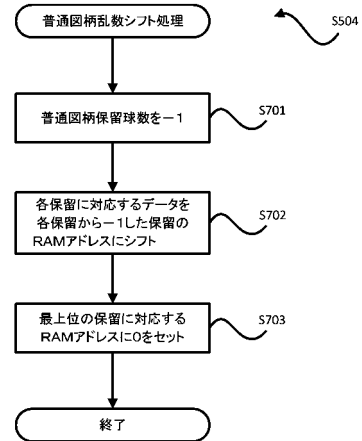 普通図柄乱数シフト処理
S504
普通図柄保留球数を－1
S701
各保留に対応するデータを
各保留から－1した保留の
RAMアドレスにシフト
S702
最上位の保留に対応する
RAMアドレスに0をセット
S703
終了